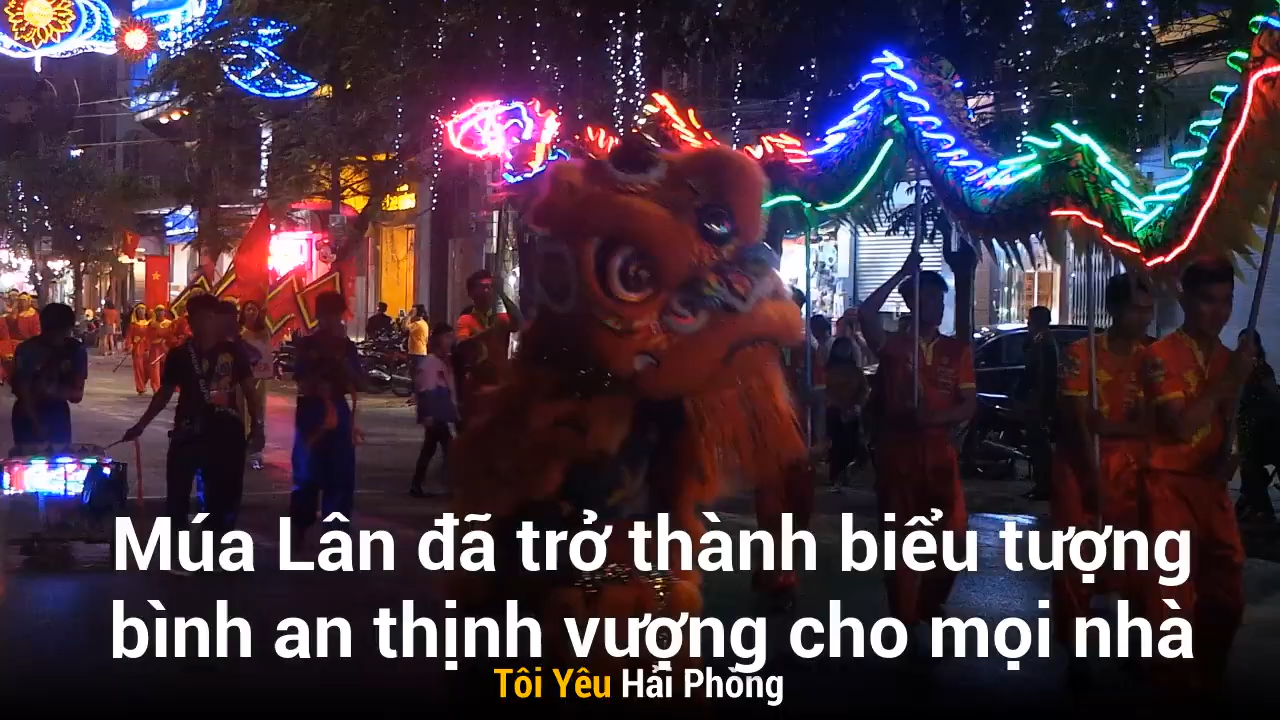 Múa Lân đã trở thành biểu tượng
bình an thịnh vượng cho mọi nhà
Tôi Yêu Hải Phòng